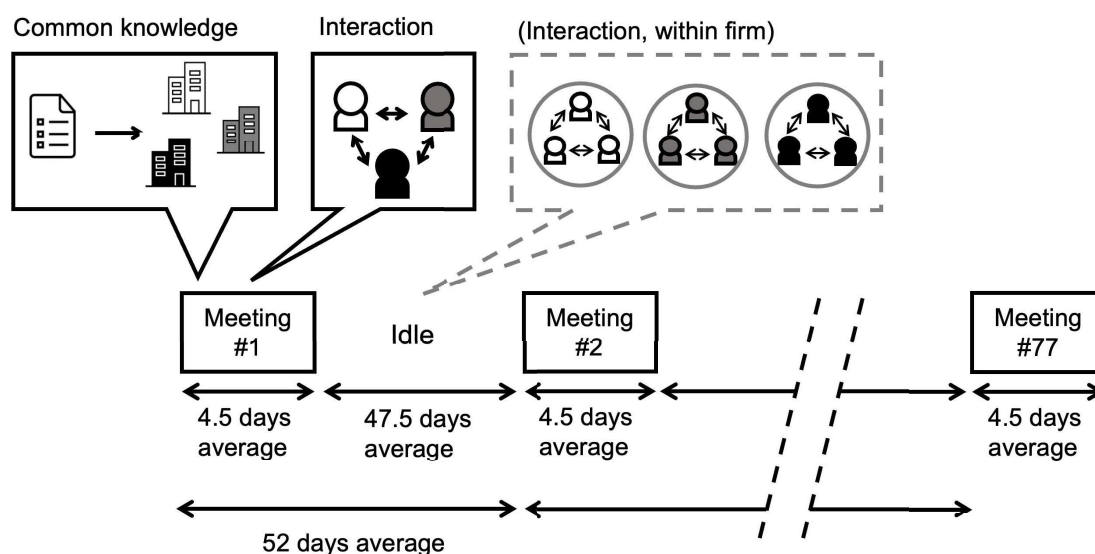 Common knowledge
Interaction
(Interaction, within firm)
Meeting
#1
Idle
Meeting
#2
Meeting
#77
4.5 days
average
47.5 days
average
4.5 days
average
4.5 days
average
52 days average